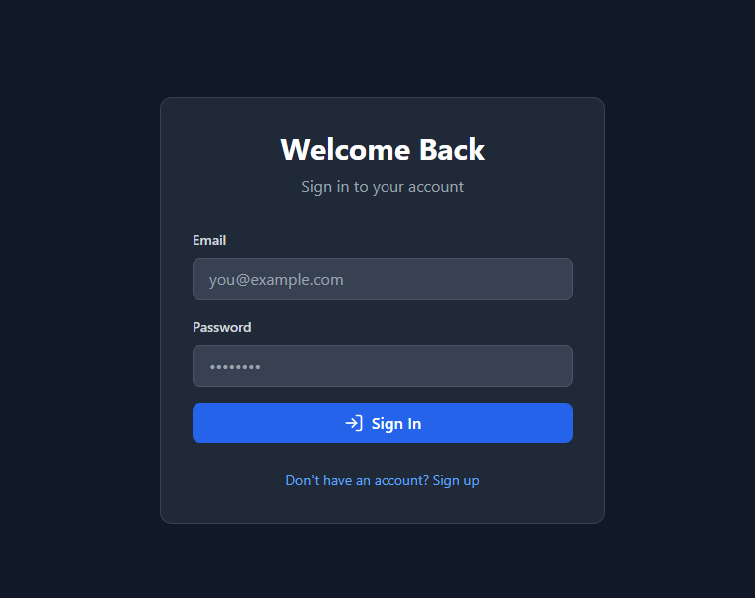 Welcome Back
Sign in to your account
Email
you@example.com
Password
••••••••
Sign In
Don't have an account? Sign up